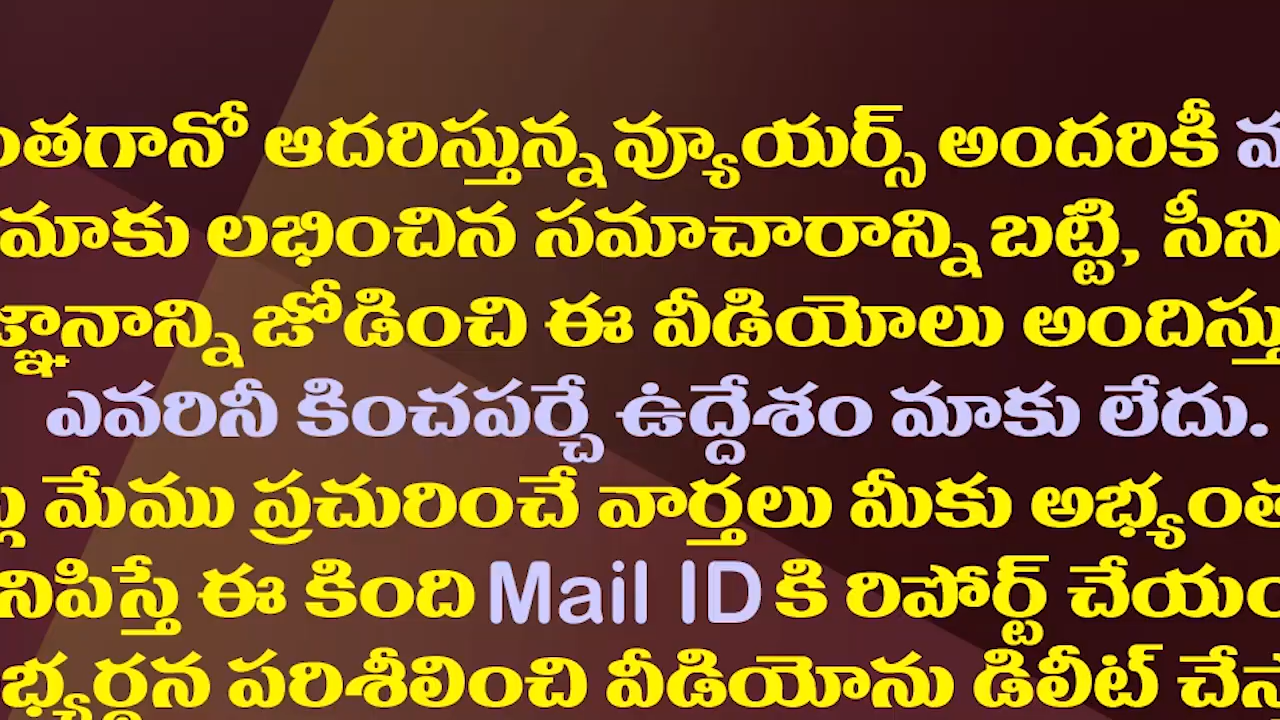 ఆదరిస్తున్న వ్యూయర్స్ అందరికీ
మాకు లభించిన సమాచారాన్ని బట్టి,
జోడించి ఈ వీడియోలు
ఎవరినీ కించపర్చే ఉద్దేశం మాకు లేదు.
మేము ప్రచురించే వార్తలు మీకు
ఈ కింది Mail ID కి రిపోర్ట్
పరిశీలించి వీడియోను డిలీట్